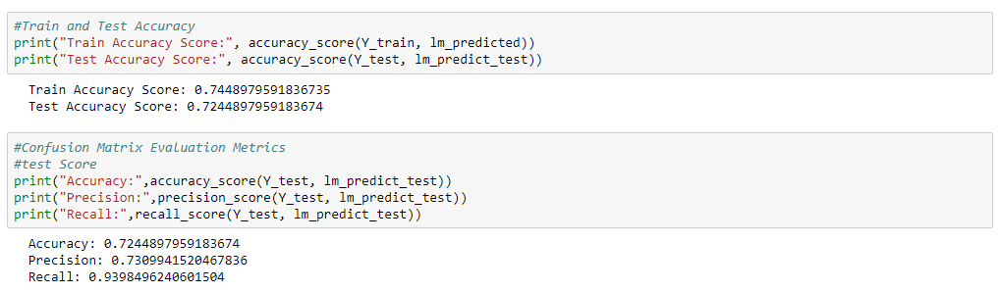 #Train and Test Accuracy
print("Train Accuracy Score:", accuracy_score(Y_train, lm_predicted))
print("Test Accuracy Score:", accuracy_score(Y_test, lm_predict_test))
Train Accuracy Score: 0.7448979591836735
Test Accuracy Score: 0.7244897959183674
#Confusion Matrix Evaluation Metrics
#test Score
print("Accuracy:",accuracy_score(Y_test, lm_predict_test))
print("Precision:",precision_score(Y_test, lm_predict_test))
print("Recall:",recall_score(Y_test, lm_predict_test))
Accuracy: 0.7244897959183674
Precision: 0.7309941520467836
Recall: 0.9398496240601504